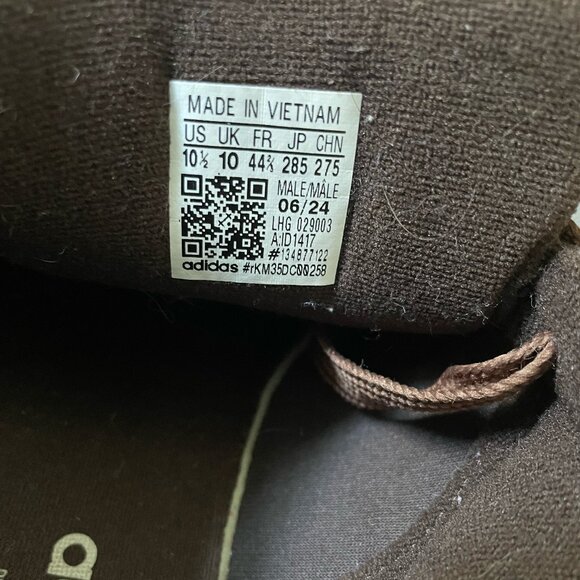 MADE IN VIETNAM
US UK FR JP CHN
10½ 10 44⅔ 285 275
MALE/MÂLE
06/24
LHG 029003
A:ID1417
#134877122
adidas #rKM35DC00258